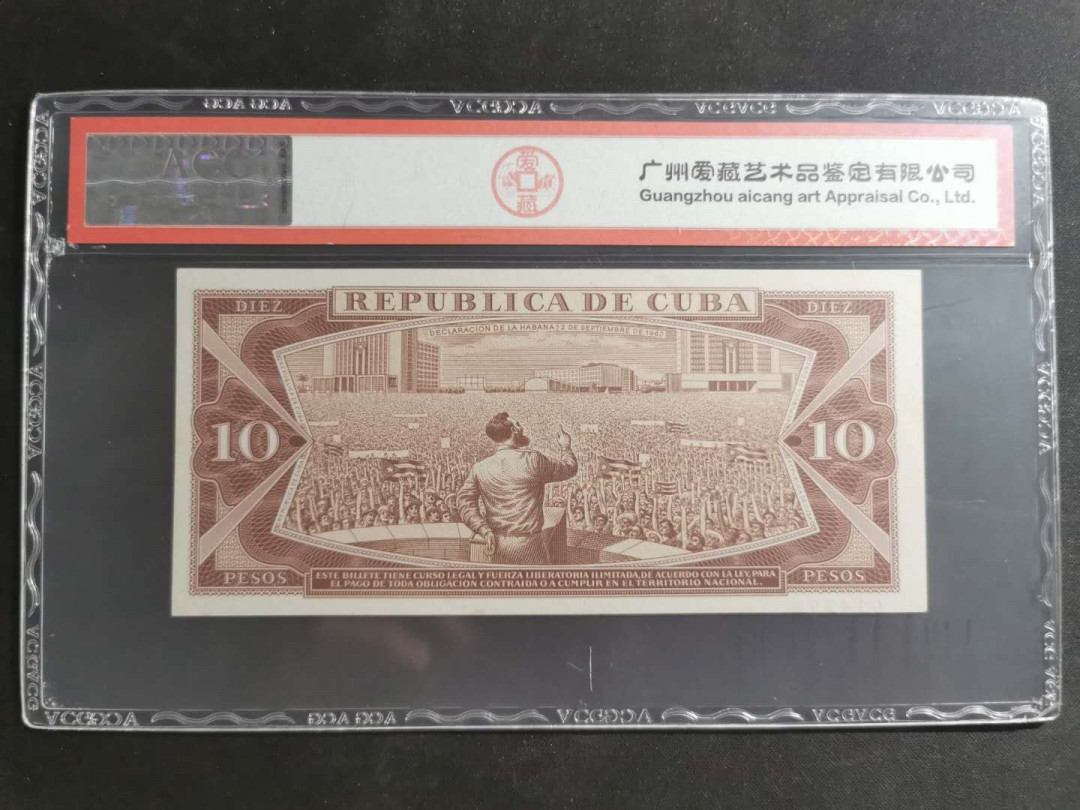 ACG
爱藏
广州爱藏艺术品鉴定有限公司
Guangzhou aicang art Appraisal Co., Ltd.
DIEZ
REPUBLICA DE CUBA
DIEZ
DECLARACION DE LA HABANA / 2 DE SEPTIEMBRE DE 1960
10
10
PESOS
ESTE BILLETE TIENE CURSO LEGAL Y FUERZA LIBERATORIA ILIMITADA, DE ACUERDO CON LA LEY, PARA
EL PAGO DE TODA OBLIGACION CONTRAIDA O A CUMPLIR EN EL TERRITORIO NACIONAL.
PESOS